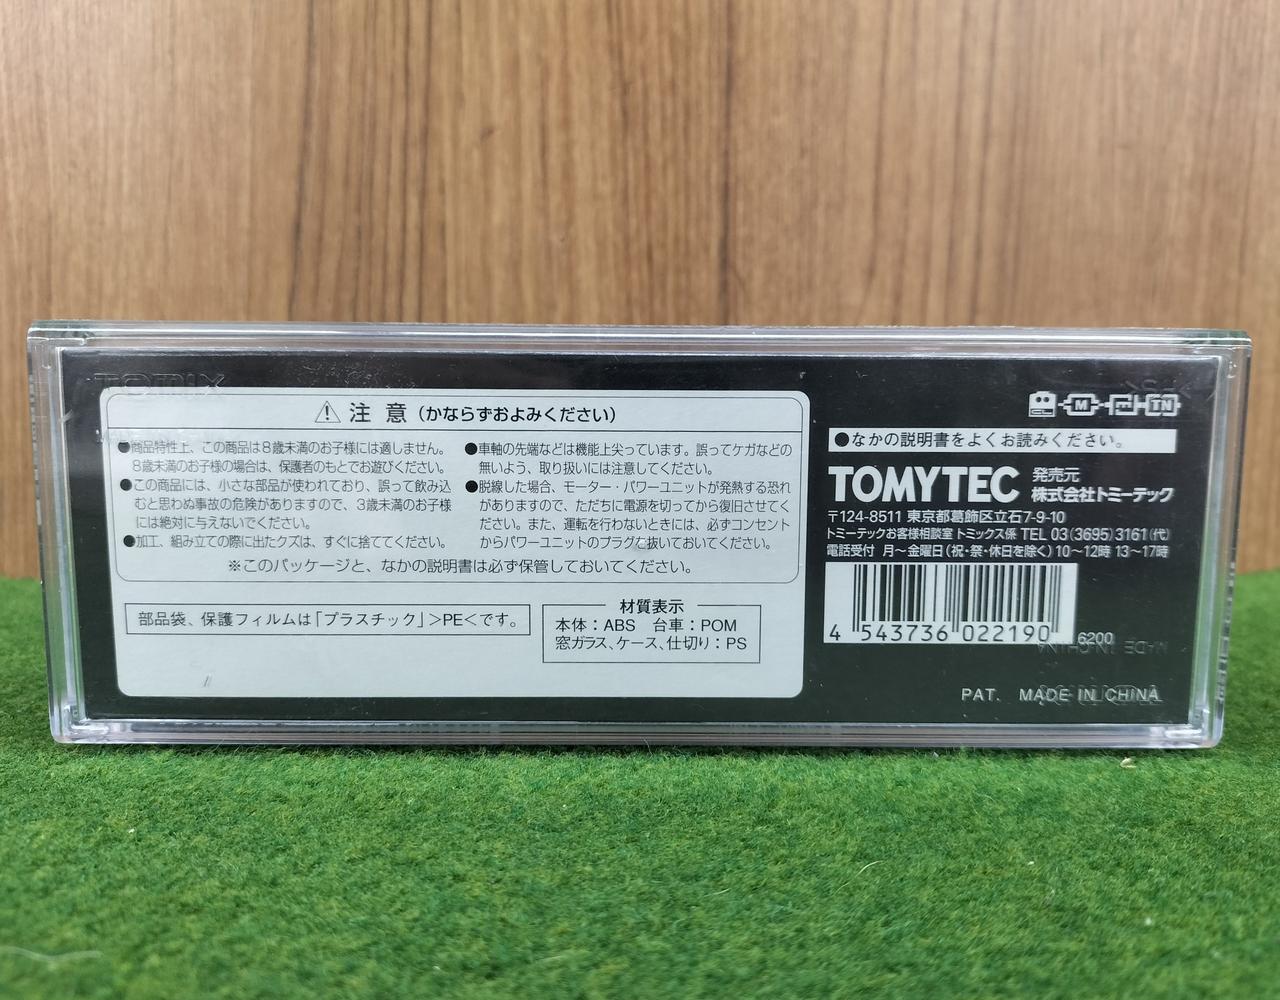 TOMIX
注意(かならずおよみください)
●商品特性上、この商品は8歳未満のお子様には適しません。
8歳未満のお子様の場合は、保護者のもとでお遊びください。
●この商品には、小さな部品が使われており、誤って飲み込
むと思わぬ事故の危険がありますので、3歳未満のお子様
には絶対に与えないでください。
●加工、組み立ての際に出たクズは、すぐに捨ててください。
●車軸の先端などは機能上尖っています。誤ってケガなどの
無いよう、取り扱いには注意してください。
●脱線した場合、モーター・パワーユニットが発熱する恐れ
がありますので、ただちに電源を切ってから復旧させてく
ださい。また、運転を行わないときには、必ずコンセント
からパワーユニットのプラグを抜いておいてください。
※このパッケージと、なかの説明書は必ず保管しておいてください。
部品袋、保護フィルムは「プラスチック」>PE<です。
材質表示
本体:ABS 台車:POM
窓ガラス、ケース、仕切り:PS
CL M TN
●なかの説明書をよくお読みください。
TOMYTEC 発売元
株式会社トミーテック
〒124-8511 東京都葛飾区立石7-9-10
トミーテックお客様相談室 トミックス係 TEL 03(3695)3161(代)
電話受付 月〜金曜日(祝・祭・休日を除く)10〜12時 13〜17時
4 543736 022190
6200
MADE IN CHINA
PAT. MADE IN CHINA